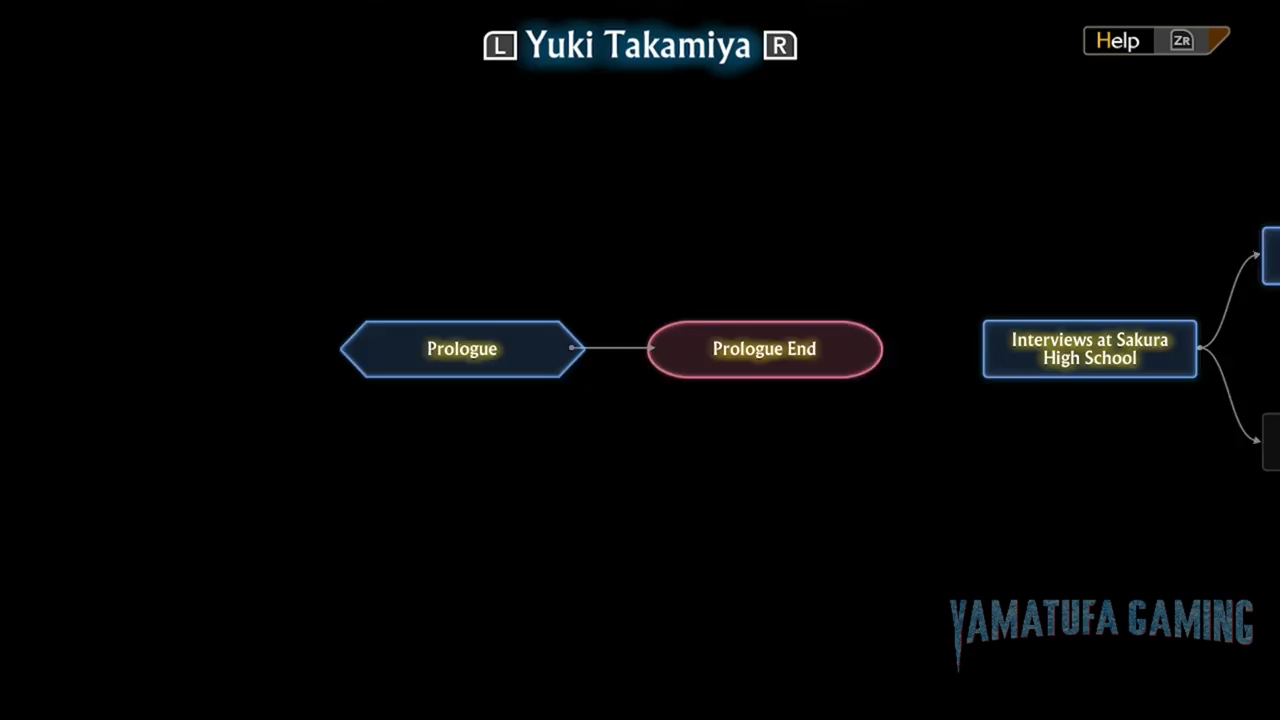 L Yuki Takamiya R
Help ZR
Prologue
Prologue End
Interviews at Sakura
High School
YAMATUFA GAMING